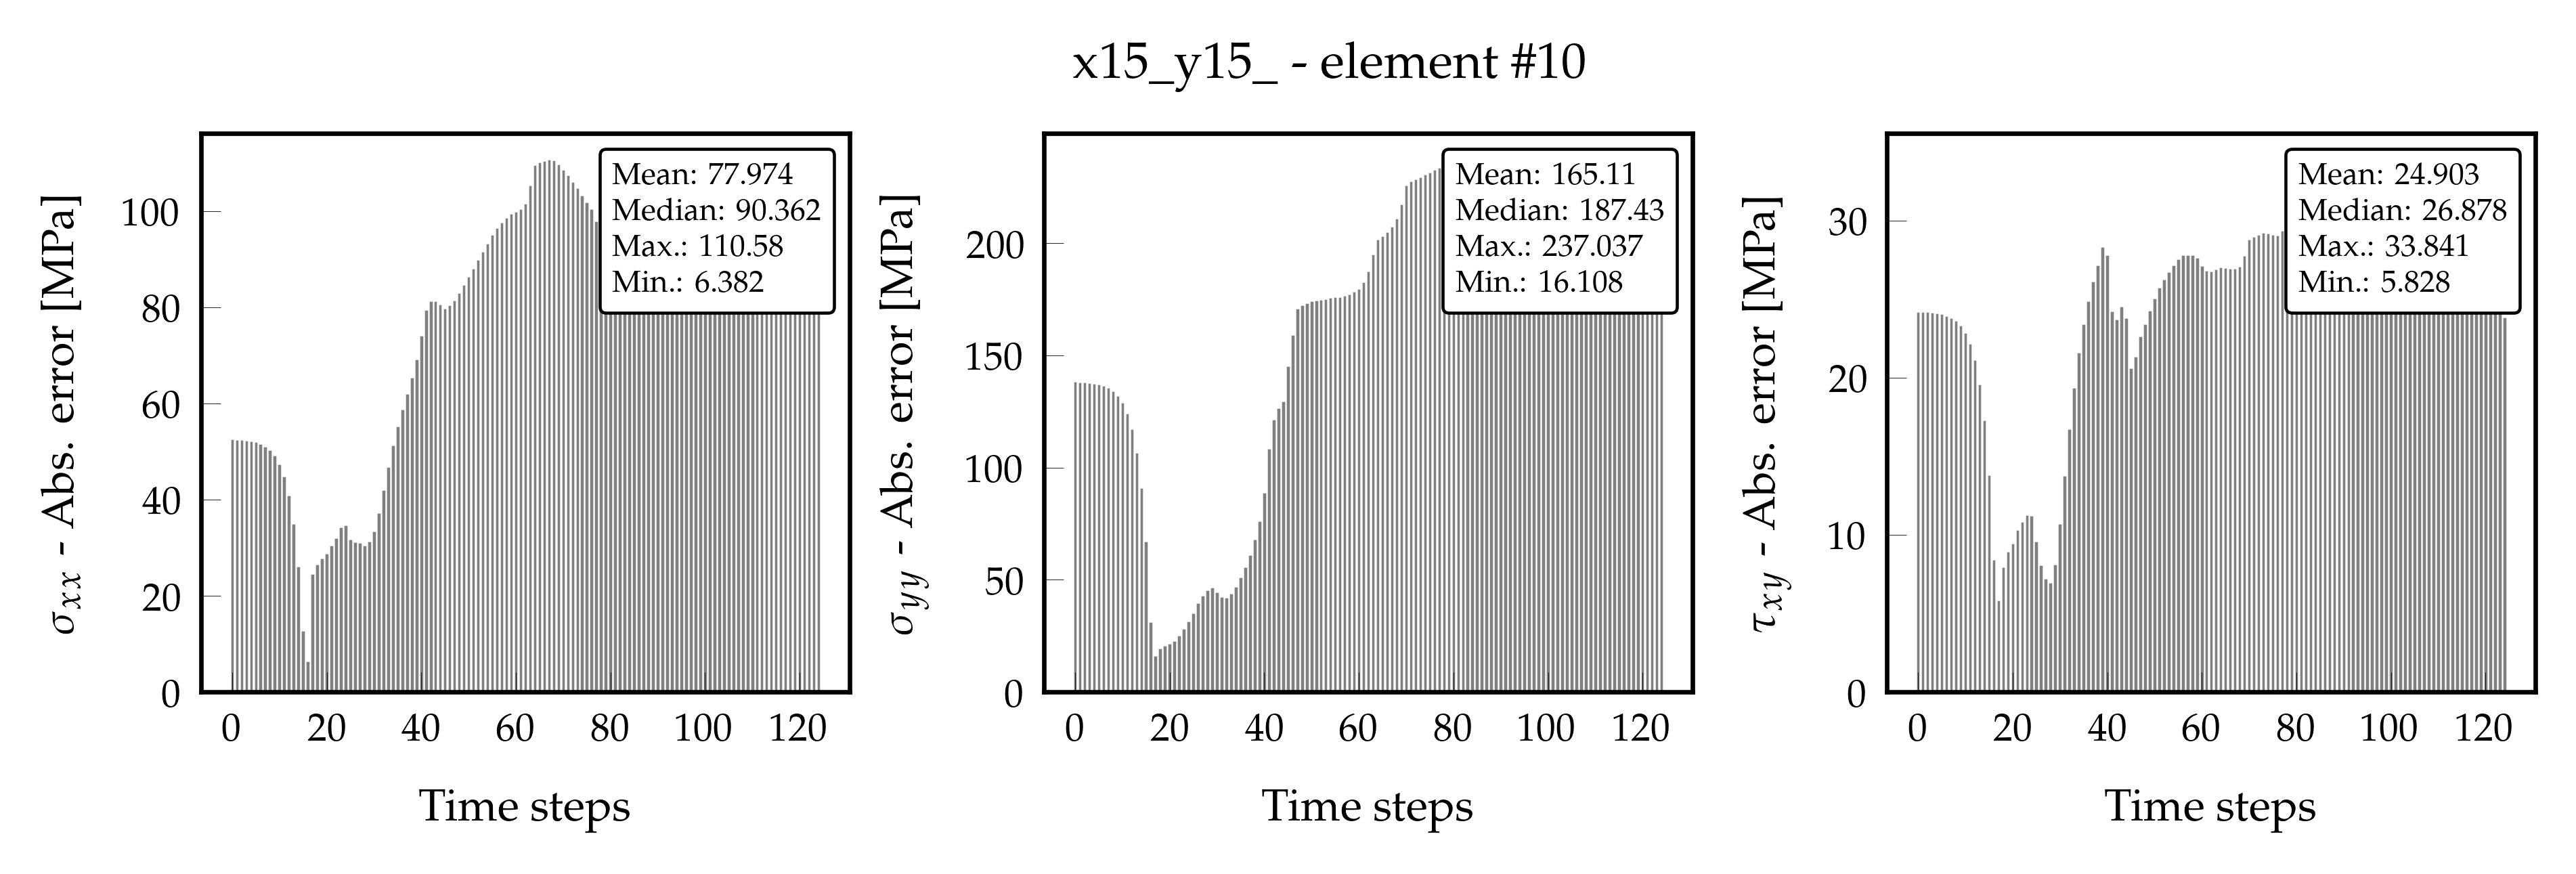 x15_y15_ - element #10
σxx - Abs. error [MPa]
100
80
60
40
20
0
Mean: 77.974
Median: 90.362
Max.: 110.58
Min.: 6.382
0 20 40 60 80 100 120
Time steps
σyy - Abs. error [MPa]
200
150
100
50
0
Mean: 165.11
Median: 187.43
Max.: 237.037
Min.: 16.108
0 20 40 60 80 100 120
Time steps
τxy - Abs. error [MPa]
30
20
10
0
Mean: 24.903
Median: 26.878
Max.: 33.841
Min.: 5.828
0 20 40 60 80 100 120
Time steps